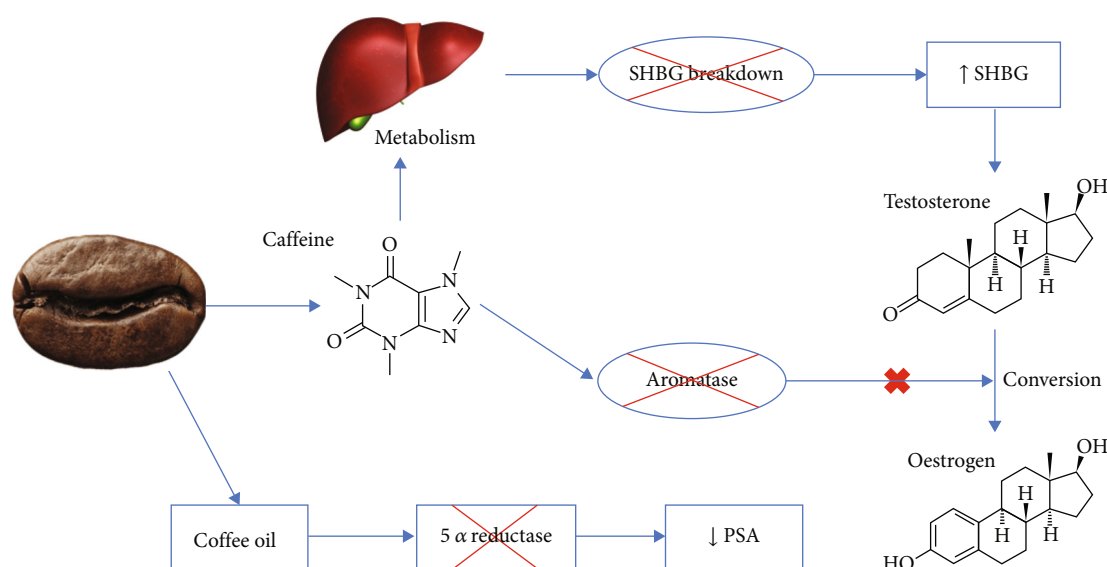 SHBG breakdown
↑ SHBG
Metabolism
Testosterone
OH
Caffeine
O
N
N
O
N
N
H
H
H
O
Aromatase
Conversion
Oestrogen
OH
H
H
H
HO
Coffee oil
5 α reductase
↓ PSA